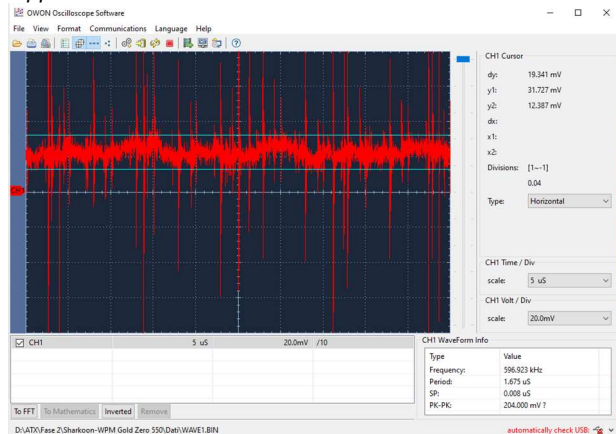 OWON Oscilloscope Software
File View Format Communications Language Help
CH1 Cursor
dy: 19.341 mV
y1: 31.727 mV
y2: 12.387 mV
dx:
x1:
x2:
Divisions: [1~-1]
0.04
Type: Horizontal
CH1
CH1 Time / Div
scale: 5 uS
CH1 Volt / Div
scale: 20.0mV
CH1 5 uS 20.0mV /10
CH1 WaveForm Info
Type Value
Frequency: 596.923 kHz
Period: 1.675 uS
SP: 0.008 uS
PK-PK: 204.000 mV ?
To FFT To Mathematics Inverted Remove
D:\ATX\Fase 2\Sharkoon-WPM Gold Zero 550\Dati\WAVE1.BIN
automatically check USB: